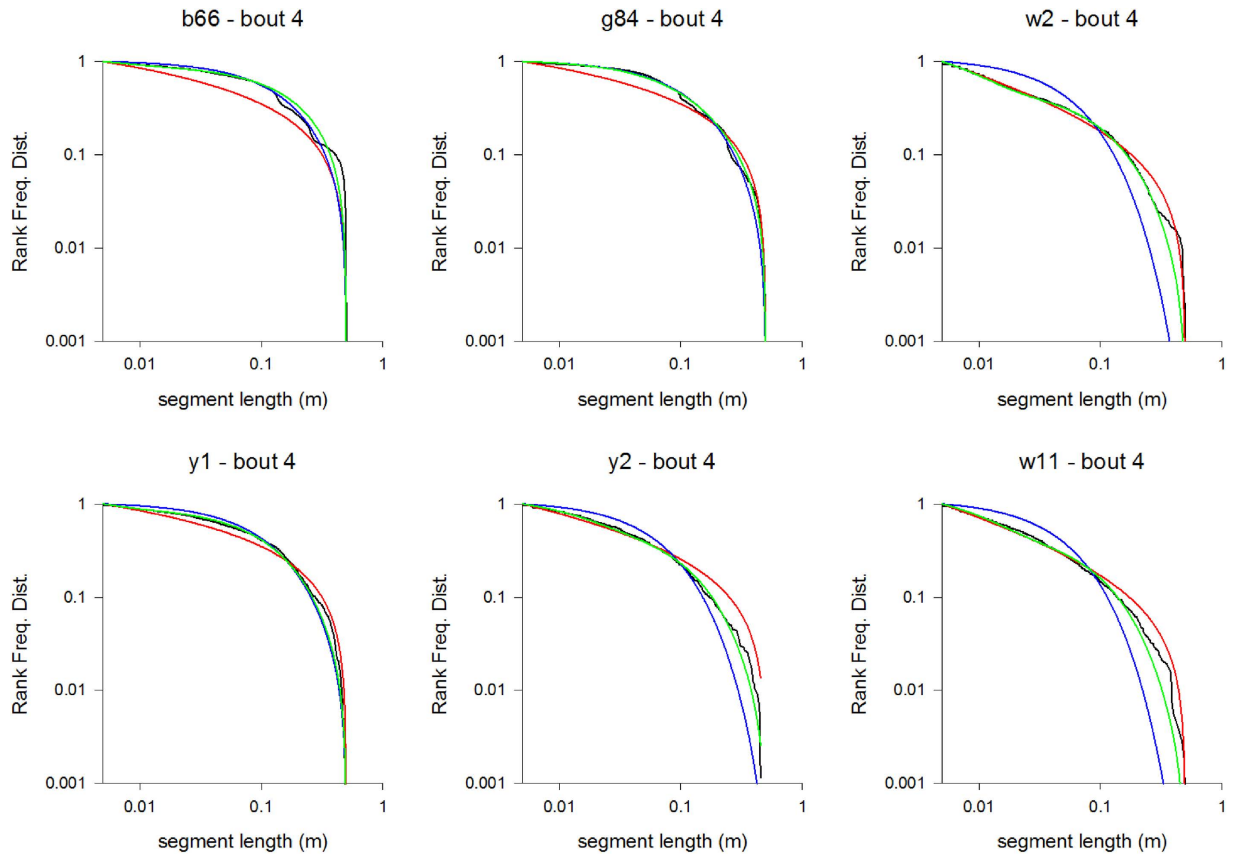 b66 - bout 4
1
0.1
0.01
0.001
Rank Freq. Dist.
0.01 0.1 1
segment length (m)
g84 - bout 4
1
0.1
0.01
0.001
Rank Freq. Dist.
0.01 0.1 1
segment length (m)
w2 - bout 4
1
0.1
0.01
0.001
Rank Freq. Dist.
0.01 0.1 1
segment length (m)
y1 - bout 4
1
0.1
0.01
0.001
Rank Freq. Dist.
0.01 0.1 1
segment length (m)
y2 - bout 4
1
0.1
0.01
0.001
Rank Freq. Dist.
0.01 0.1 1
segment length (m)
w11 - bout 4
1
0.1
0.01
0.001
Rank Freq. Dist.
0.01 0.1 1
segment length (m)